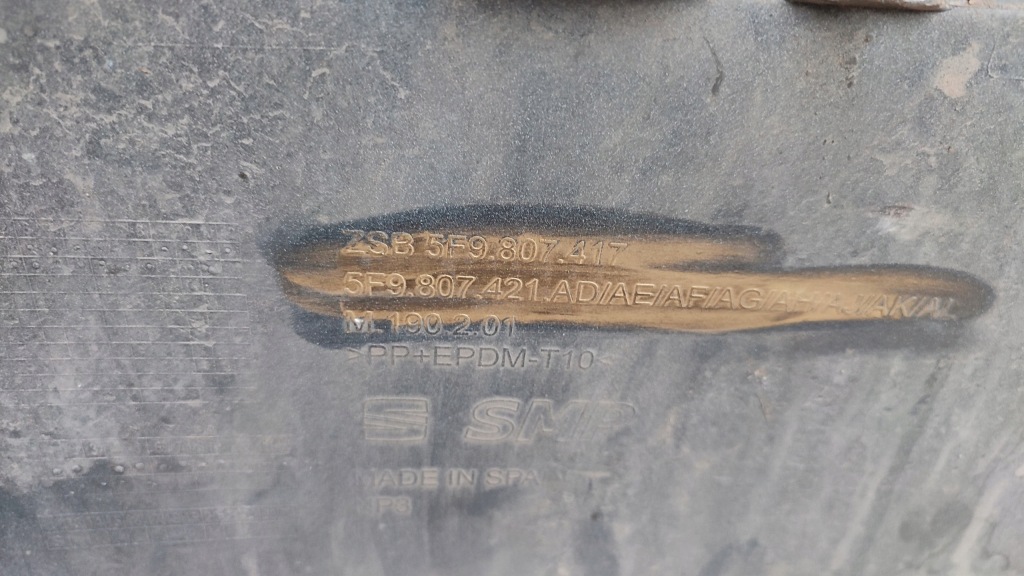 ZSB 5F9.807.417
5F9.807.421 AD/AE/AF/AG/AH/AJ/AK/AL
M.190.2.01
>PP+EPDM-T10<
SMP
MADE IN SPAIN